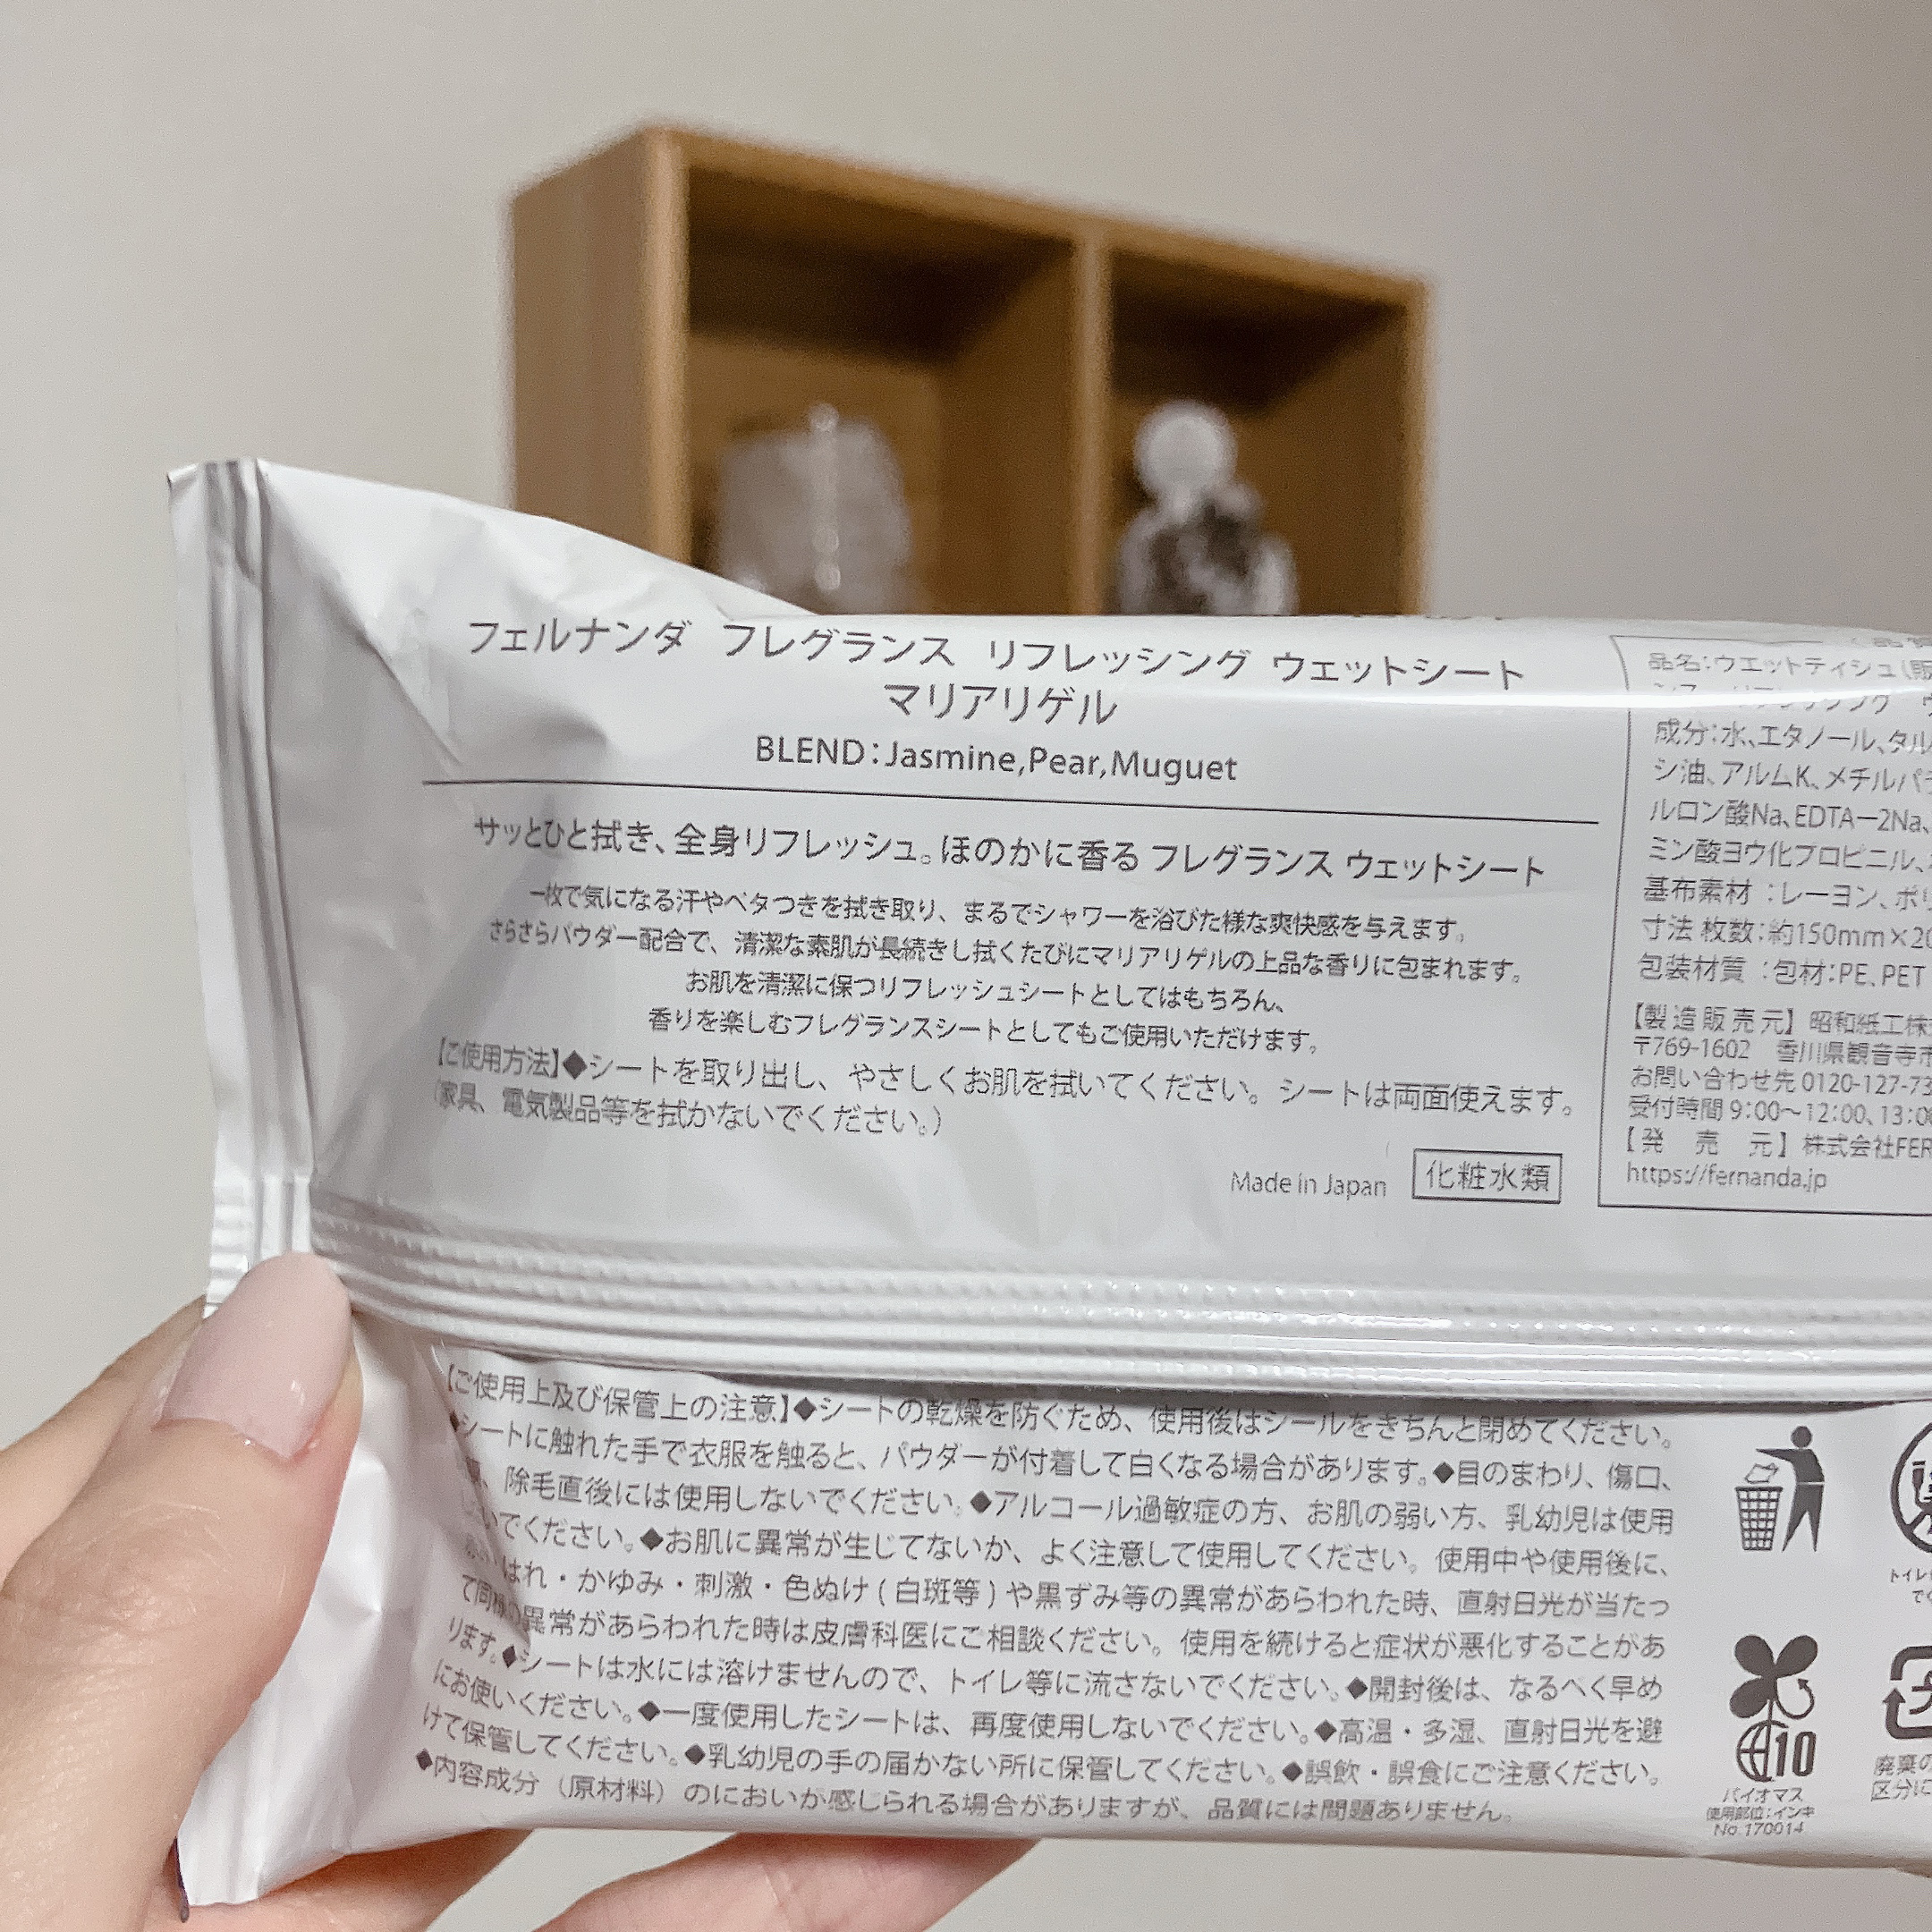 フェルナンダ フレグランス リフレッシング ウェットシート
マリアリゲル
BLEND：Jasmine,Pear,Muguet
サッとひと拭き、全身リフレッシュ。ほのかに香る フレグランス ウェットシート
一枚で気になる汗やベタつきを拭き取り、まるでシャワーを浴びた様な爽快感を与えます。
さらさらパウダー配合で、清潔な素肌が長続きし拭くたびにマリアリゲルの上品な香りに包まれます。
お肌を清潔に保つリフレッシュシートとしてはもちろん、
香りを楽しむフレグランスシートとしてもご使用いただけます。
【ご使用方法】◆シートを取り出し、やさしくお肌を拭いてください。シートは両面使えます。
（家具、電気製品等を拭かないでください。）
Made in Japan 化粧水類
品名：ウエットティシュ（販
成分：水、エタノール、タル
シ油、アルムK、メチルパラ
ルロン酸Na、EDTAー2Na、
ミン酸ヨウ化プロピニル、
基布素材 ：レーヨン、ポリ
寸法 枚数：約150mm×20
包装材質 ：包材：PE、PET
【製造販売元】 昭和紙工株
〒769-1602 香川県観音寺市
お問い合わせ先 0120-127-73
受付時間 9：00〜12：00、13：00
【発 売 元】 株式会社FER
https://fernanda.jp
【ご使用上及び保管上の注意】◆シートの乾燥を防ぐため、使用後はシールをきちんと閉めてください。
◆シートに触れた手で衣服を触ると、パウダーが付着して白くなる場合があります。◆目のまわり、傷口、
、除毛直後には使用しないでください。◆アルコール過敏症の方、お肌の弱い方、乳幼児は使用
いでください。◆お肌に異常が生じてないか、よく注意して使用してください。使用中や使用後に、
はれ・かゆみ・刺激・色ぬけ（白斑等）や黒ずみ等の異常があらわれた時、直射日光が当たっ
て同様の異常があらわれた時は皮膚科医にご相談ください。使用を続けると症状が悪化することがあ
ります。◆シートは水には溶けませんので、トイレ等に流さないでください。◆開封後は、なるべく早め
にお使いください。◆一度使用したシートは、再度使用しないでください。◆高温・多湿、直射日光を避
けて保管してください。◆乳幼児の手の届かない所に保管してください。◆誤飲・誤食にご注意ください。
◆内容成分（原材料）のにおいが感じられる場合がありますが、品質には問題ありません。
トイレ
でく
10
バイオマス
使用部位：インキ
No.170014
廃棄の
区分に